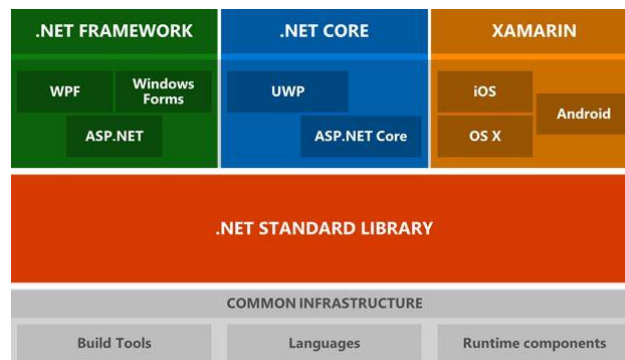 .NET FRAMEWORK
.NET CORE
XAMARIN
WPF
Windows
Forms
ASP.NET
UWP
ASP.NET Core
iOS
Android
OS X
.NET STANDARD LIBRARY
COMMON INFRASTRUCTURE
Build Tools
Languages
Runtime components